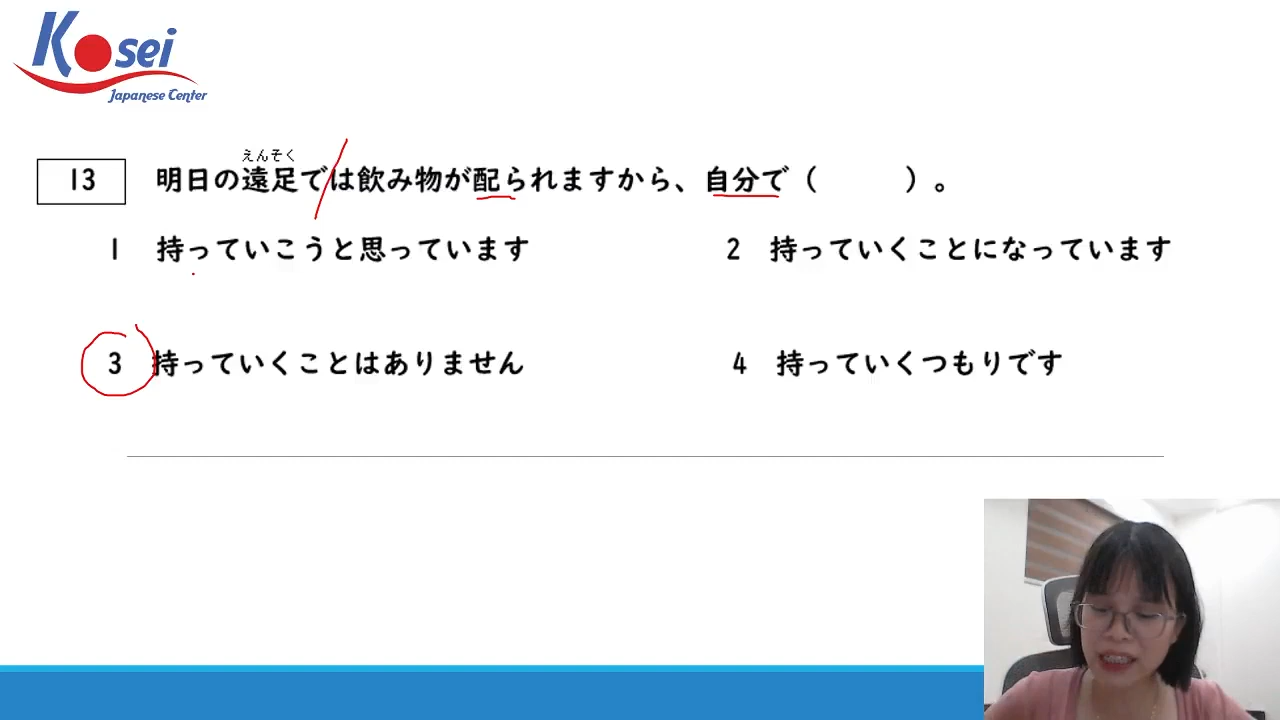 Kosei
Japanese Center
えんそく
13 明日の遠足では飲み物が配られますから、自分で（　　　）。
1 持っていこうと思っています 2 持っていくことになっています
3 持っていくことはありません 4 持っていくつもりです